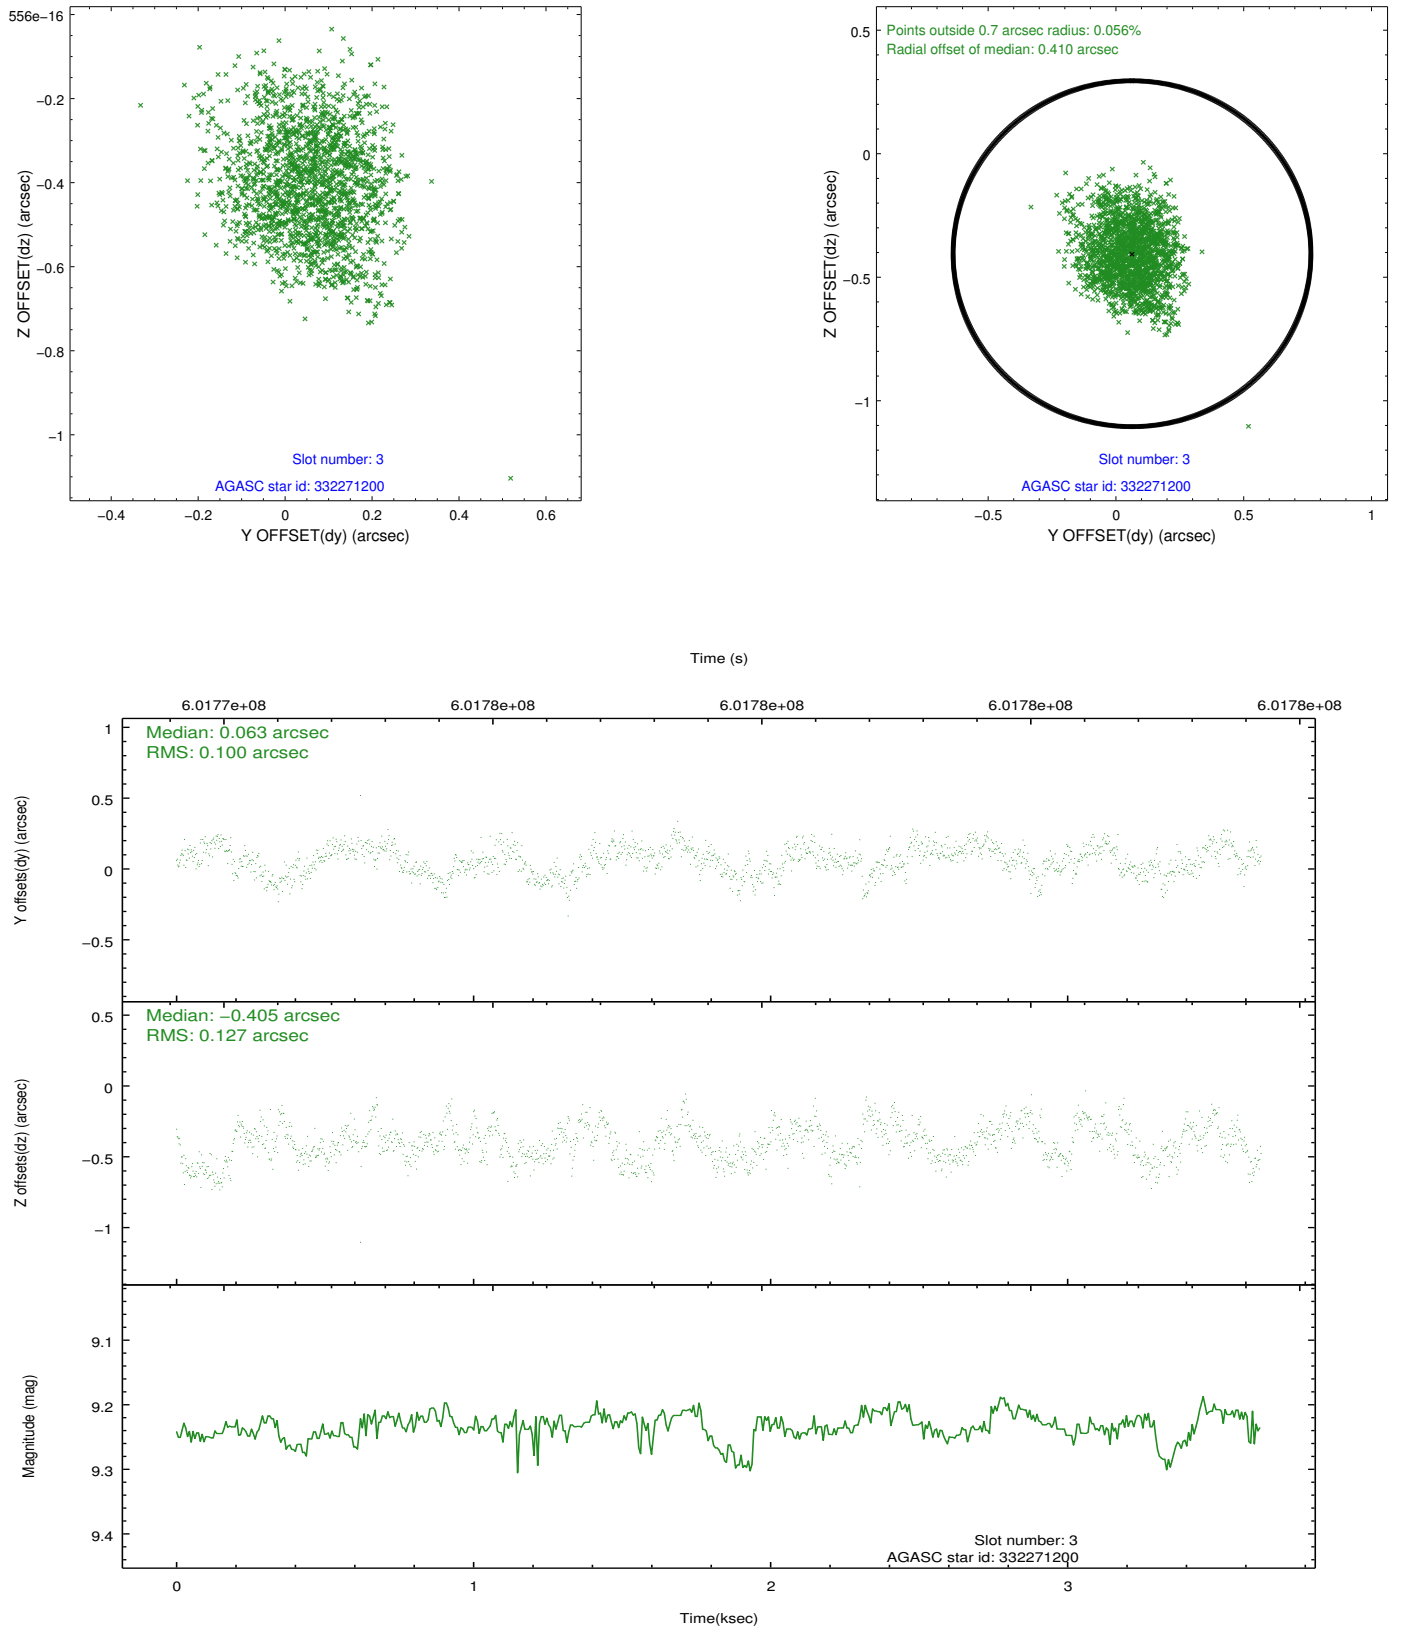 556e−16
−0.2
−0.4
−0.6
−0.8
−1
Z OFFSET(dz) (arcsec)
Slot number: 3
AGASC star id: 332271200
−0.4 −0.2 0 0.2 0.4 0.6
Y OFFSET(dy) (arcsec)
Points outside 0.7 arcsec radius: 0.056%
Radial offset of median: 0.410 arcsec
0.5
0
−0.5
−1
Z OFFSET(dz) (arcsec)
Slot number: 3
AGASC star id: 332271200
−0.5 0 0.5 1
Y OFFSET(dy) (arcsec)
Time (s)
6.0177e+08 6.0178e+08 6.0178e+08 6.0178e+08 6.0178e+08
Median: 0.063 arcsec
RMS: 0.100 arcsec
1
0.5
0
−0.5
Y offsets(dy) (arcsec)
Median: −0.405 arcsec
RMS: 0.127 arcsec
0.5
0
−0.5
−1
Z offsets(dz) (arcsec)
9.1
9.2
9.3
9.4
Magnitude (mag)
Slot number: 3
AGASC star id: 332271200
0 1 2 3
Time(ksec)